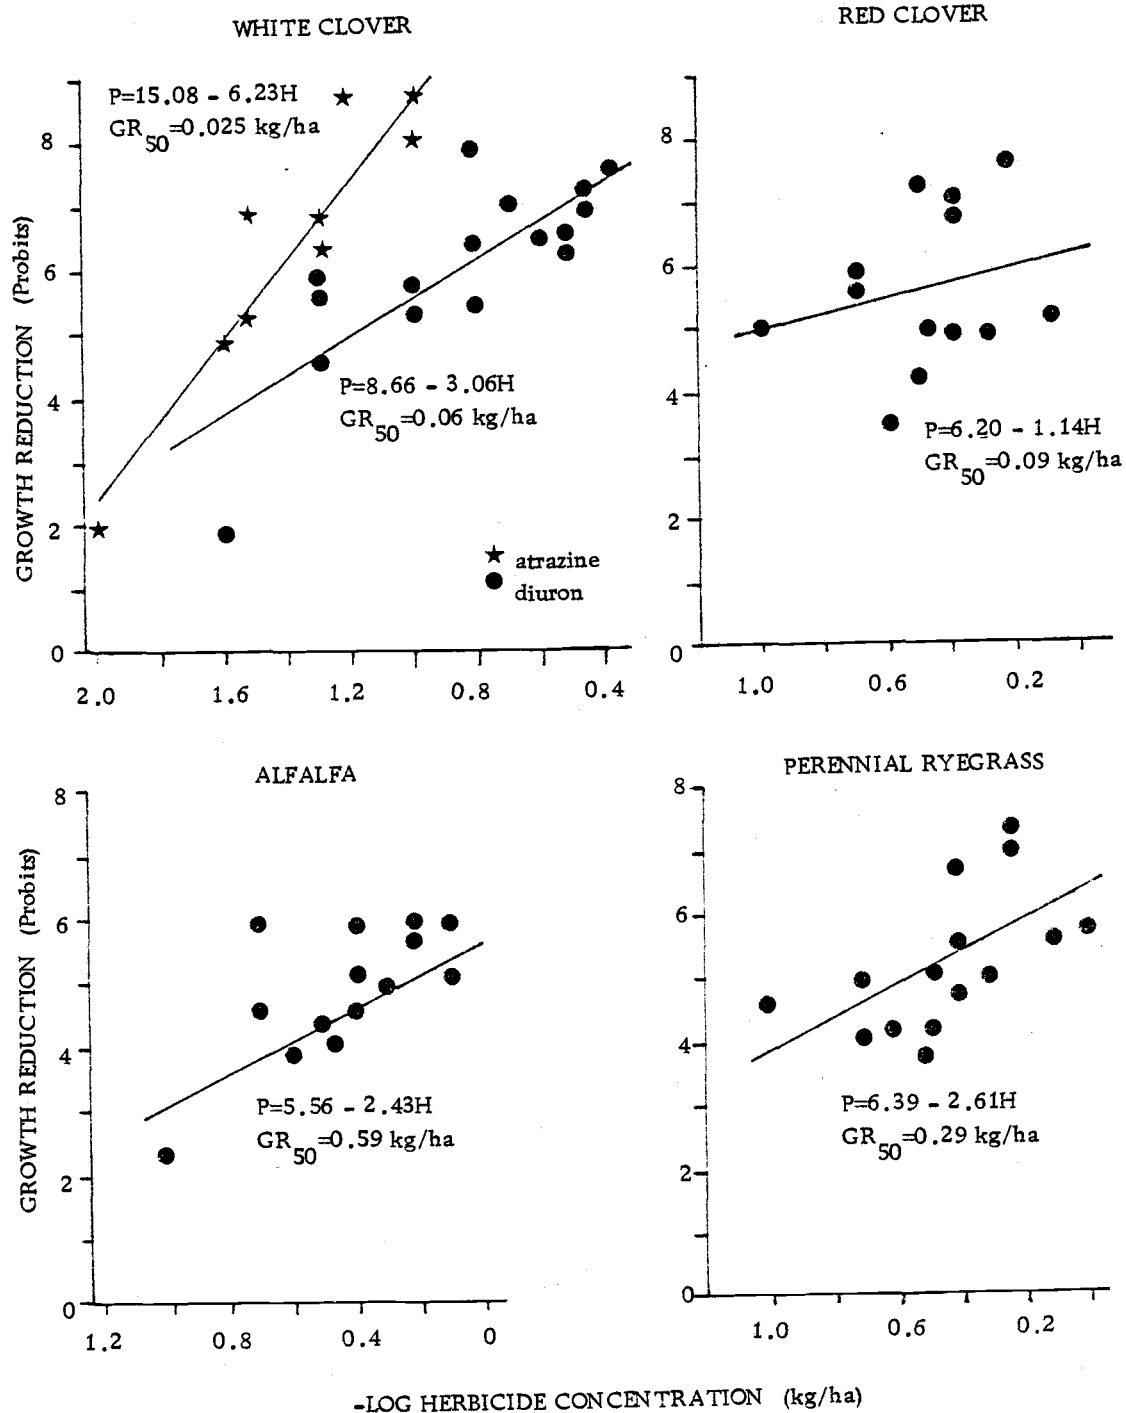 WHITE CLOVER
P=15.08 - 6.23H
GR50=0.025 kg/ha
8
6
4
2
0
GROWTH REDUCTION (Probits)
P=8.66 - 3.06H
GR50=0.06 kg/ha
★ atrazine
● diuron
2.0 1.6 1.2 0.8 0.4
RED CLOVER
8
6
4
2
0
P=6.20 - 1.14H
GR50=0.09 kg/ha
1.0 0.6 0.2
ALFALFA
8
6
4
2
0
GROWTH REDUCTION (Probits)
P=5.56 - 2.43H
GR50=0.59 kg/ha
1.2 0.8 0.4 0
PERENNIAL RYEGRASS
8
6
4
2
0
P=6.39 - 2.61H
GR50=0.29 kg/ha
1.0 0.6 0.2
-LOG HERBICIDE CONCENTRATION (kg/ha)